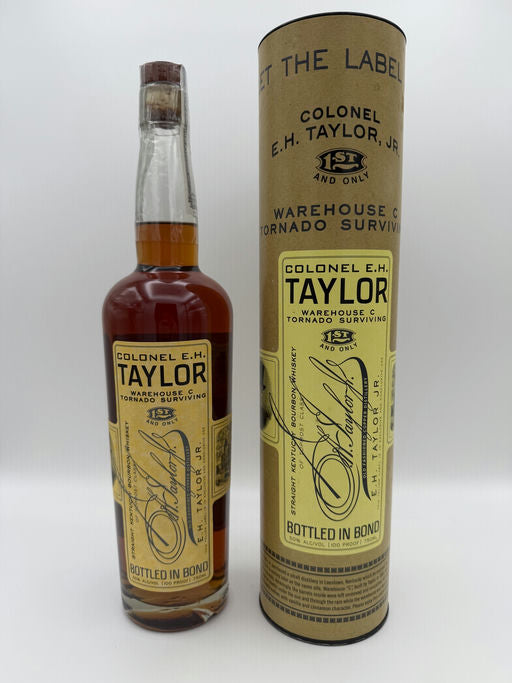 COLONEL E.H.
TAYLOR
WAREHOUSE C
TORNADO SURVIVING
1ST
AND ONLY
STRAIGHT KENTUCKY BOURBON WHISKEY
E.H. TAYLOR JR.
BOTTLED IN BOND
50% ALC/VOL (100 PROOF) 750ML
ET THE LABEL
COLONEL
E.H. TAYLOR, JR.
1ST
AND ONLY
WAREHOUSE C
TORNADO SURVIVI
COLONEL E.H.
TAYLOR
WAREHOUSE C
TORNADO SURVIVING
1ST
AND ONLY
STRAIGHT KENTUCKY BOURBON WHISKEY
E.H. TAYLOR JR.
BOTTLED IN BOND
50% ALC/VOL (100 PROOF) 750ML